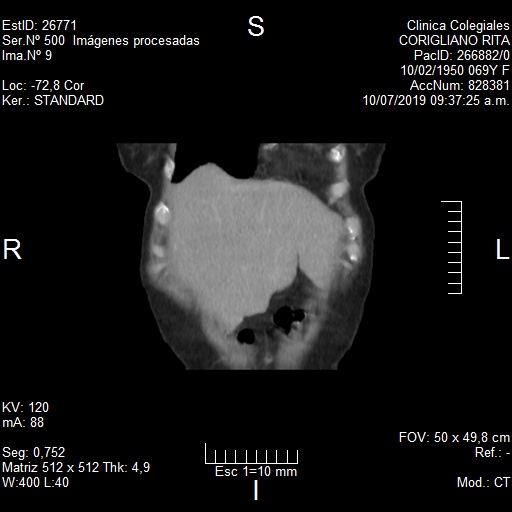 EstID: 26771
Ser.Nº 500 Imágenes procesadas
Ima.Nº 9
Loc: -72,8 Cor
Ker.: STANDARD
S
Clinica Colegiales
CORIGLIANO RITA
PacID: 266882/0
10/02/1950 069Y F
AccNum: 828381
10/07/2019 09:37:25 a.m.
R
L
KV: 120
mA: 88
Seg: 0,752
Matriz 512 x 512 Thk: 4,9
W:400 L:40
Esc 1=10 mm
I
FOV: 50 x 49,8 cm
Ref.: -
Mod.: CT